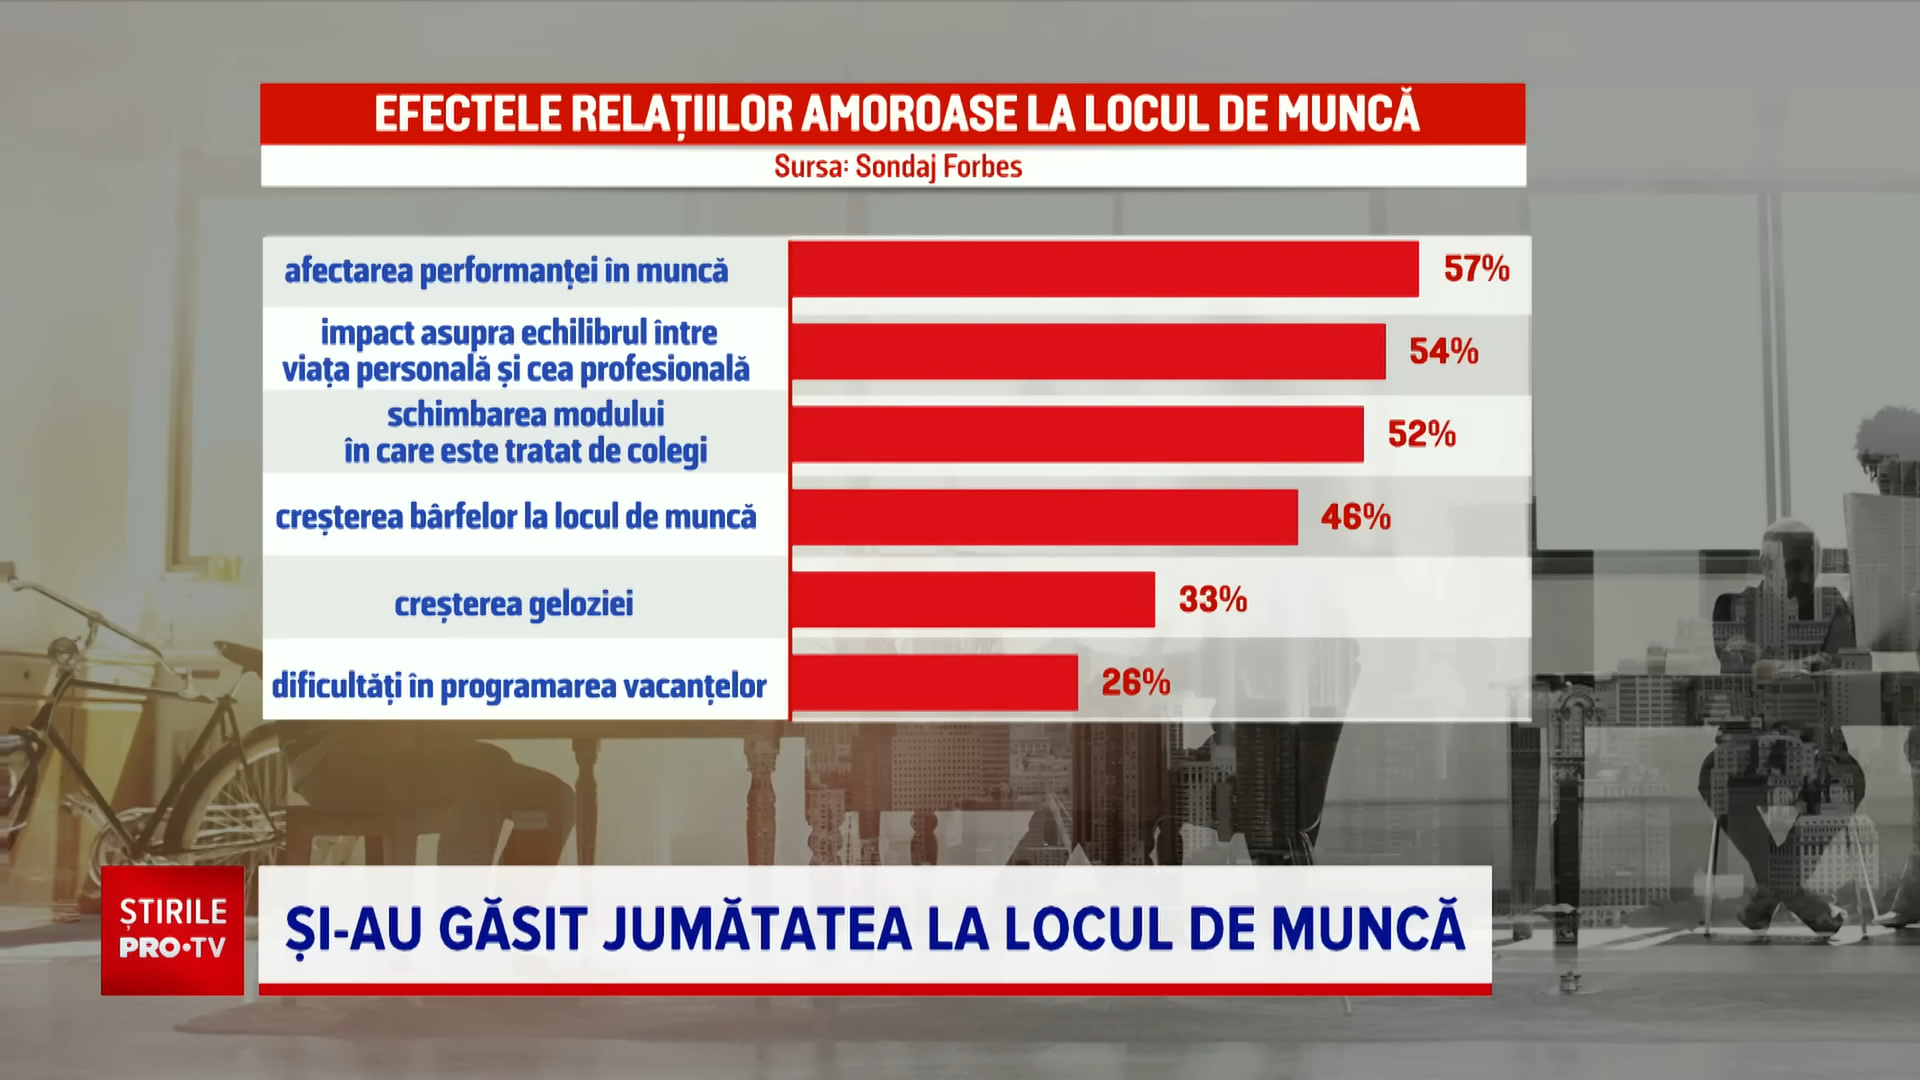 EFECTELE RELAȚIILOR AMOROASE LA LOCUL DE MUNCĂ
Sursa: Sondaj Forbes
afectarea performanței în muncă
57%
impact asupra echilibrul între
viața personală și cea profesională
54%
schimbarea modului
în care este tratat de colegi
52%
creșterea bârfelor la locul de muncă
46%
creșterea geloziei
33%
dificultăți în programarea vacanțelor
26%
ȘTIRILE
PRO•TV
ȘI-AU GĂSIT JUMĂTATEA LA LOCUL DE MUNCĂ